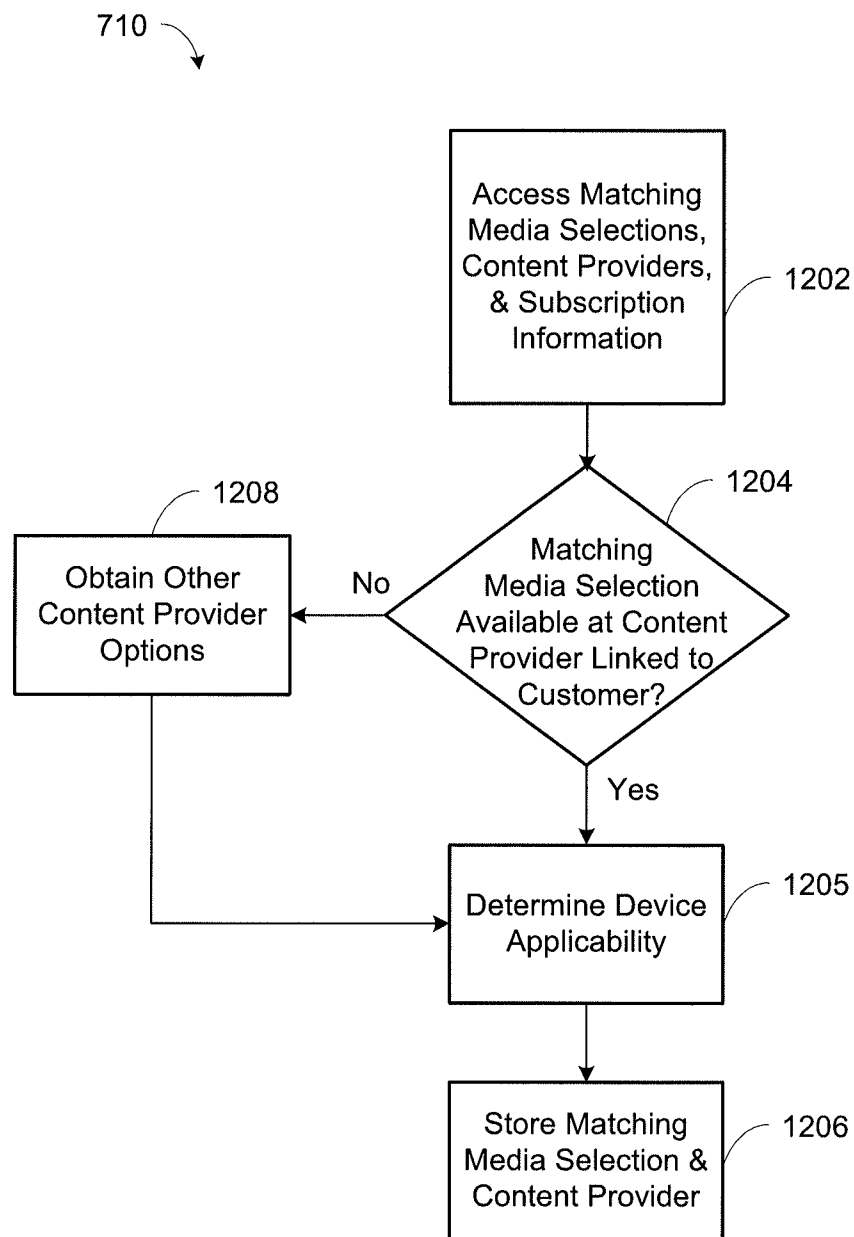 710
Access Matching
Media Selections,
Content Providers,
& Subscription
Information
1202
1204
Matching
Media Selection
Available at Content
Provider Linked to
Customer?
No
1208
Obtain Other
Content Provider
Options
Yes
1205
Determine Device
Applicability
1206
Store Matching
Media Selection &
Content Provider